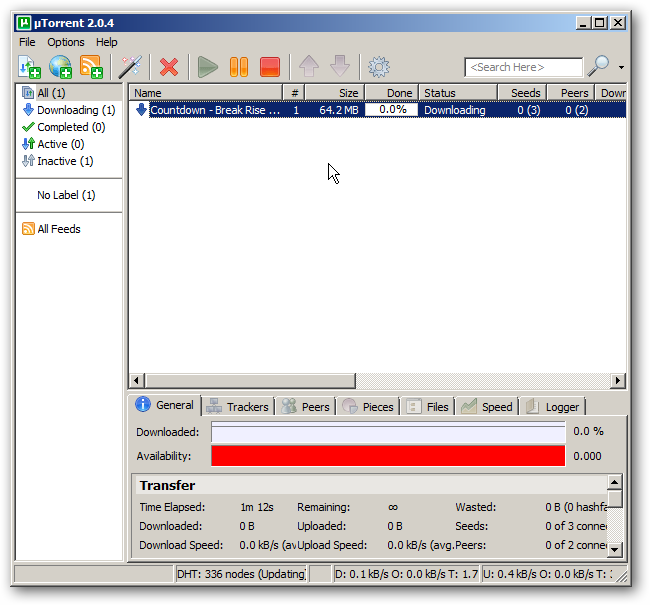 µTorrent 2.0.4
File Options Help
<Search Here>
All (1)
Downloading (1)
Completed (0)
Active (0)
Inactive (1)
No Label (1)
All Feeds
Name # Size Done Status Seeds Peers Down
Countdown - Break Rise ... 1 64.2 MB 0.0% Downloading 0 (3) 0 (2)
General Trackers Peers Pieces Files Speed Logger
Downloaded: 0.0 %
Availability: 0.000
Transfer
Time Elapsed: 1m 12s Remaining: ∞ Wasted: 0 B (0 hashfa
Downloaded: 0 B Uploaded: 0 B Seeds: 0 of 3 conne
Download Speed: 0.0 kB/s (av Upload Speed: 0.0 kB/s (avg. Peers: 0 of 2 conne
DHT: 336 nodes (Updating) D: 0.1 kB/s O: 0.0 kB/s T: 1.7 U: 0.4 kB/s O: 0.0 kB/s T: